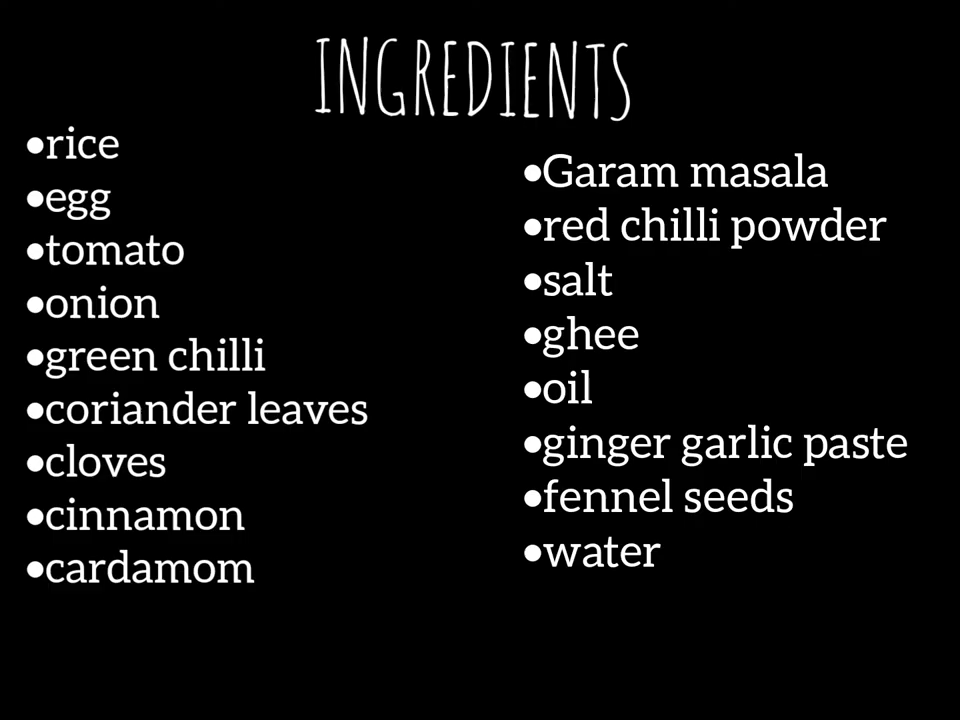 INGREDIENTS
•rice
•egg
•tomato
•onion
•green chilli
•coriander leaves
•cloves
•cinnamon
•cardamom
•Garam masala
•red chilli powder
•salt
•ghee
•oil
•ginger garlic paste
•fennel seeds
•water